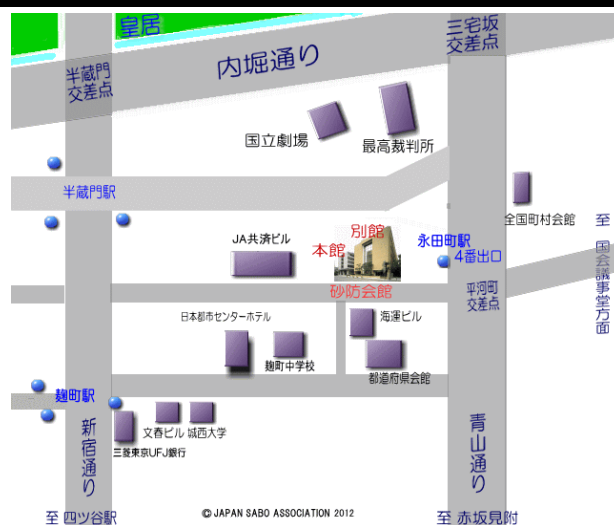 皇居
内堀通り
三宅坂
交差点
半蔵門
交差点
国立劇場
最高裁判所
半蔵門駅
全国町村会館
至 国会議事堂方面
別館
本館
JA共済ビル
永田町駅
4番出口
砂防会館
平河町
交差点
日本都市センターホテル
海運ビル
麹町中学校
都道府県会館
麹町駅
文春ビル
城西大学
三菱東京UFJ銀行
新宿通り
青山通り
至 四ツ谷駅
© JAPAN SABO ASSOCIATION 2012
至 赤坂見附